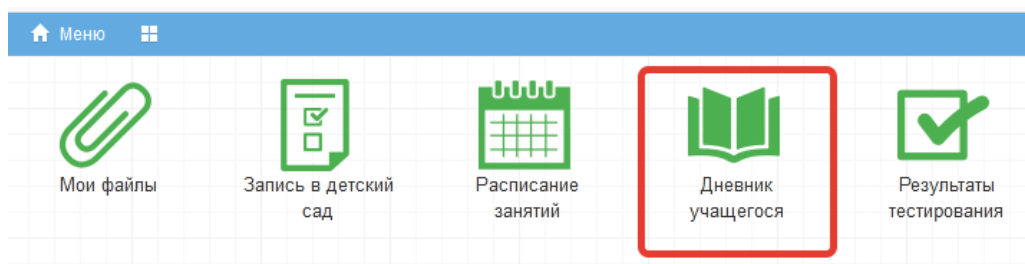 Меню
Мои файлы
Запись в детский
сад
Расписание
занятий
Дневник
учащегося
Результаты
тестирования